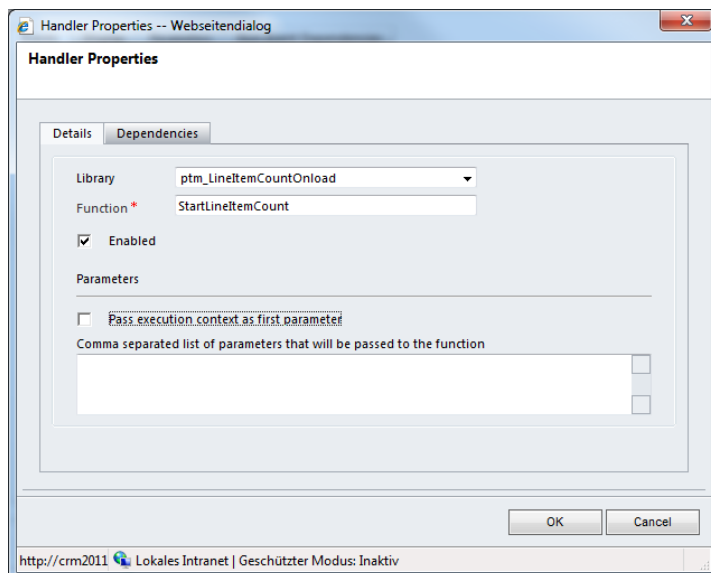 Handler Properties -- Webseitendialog
Handler Properties
Details Dependencies
Library ptm_LineItemCountOnload
Function * StartLineItemCount
Enabled
Parameters
Pass execution context as first parameter
Comma separated list of parameters that will be passed to the function
OK Cancel
http://crm2011 Lokales Intranet | Geschützter Modus: Inaktiv